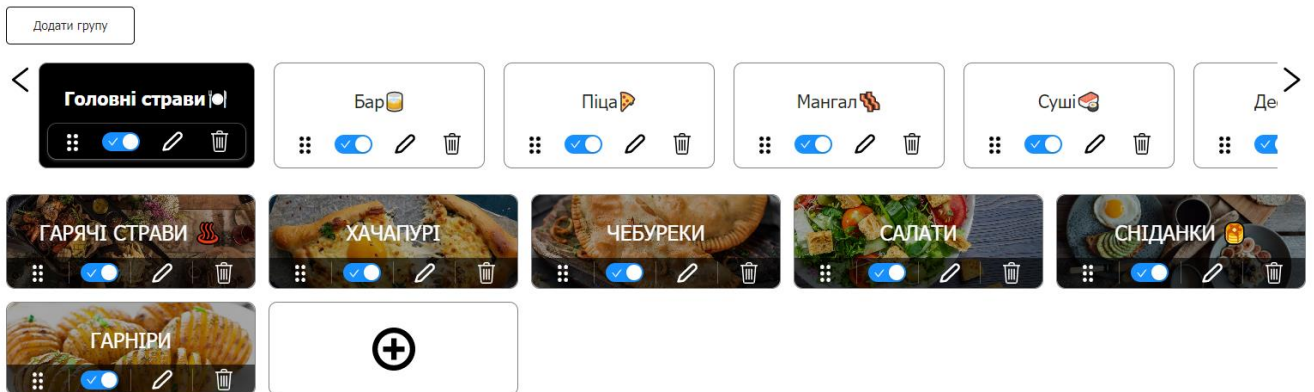 Додати групу
Головні страви🍽
Бар🥃
Піца🍕
Мангал🥓
Суші🍣
ГАРЯЧІ СТРАВИ ♨
ХАЧАПУРІ
ЧЕБУРЕКИ
САЛАТИ
СНІДАНКИ🥞
ГАРНІРИ